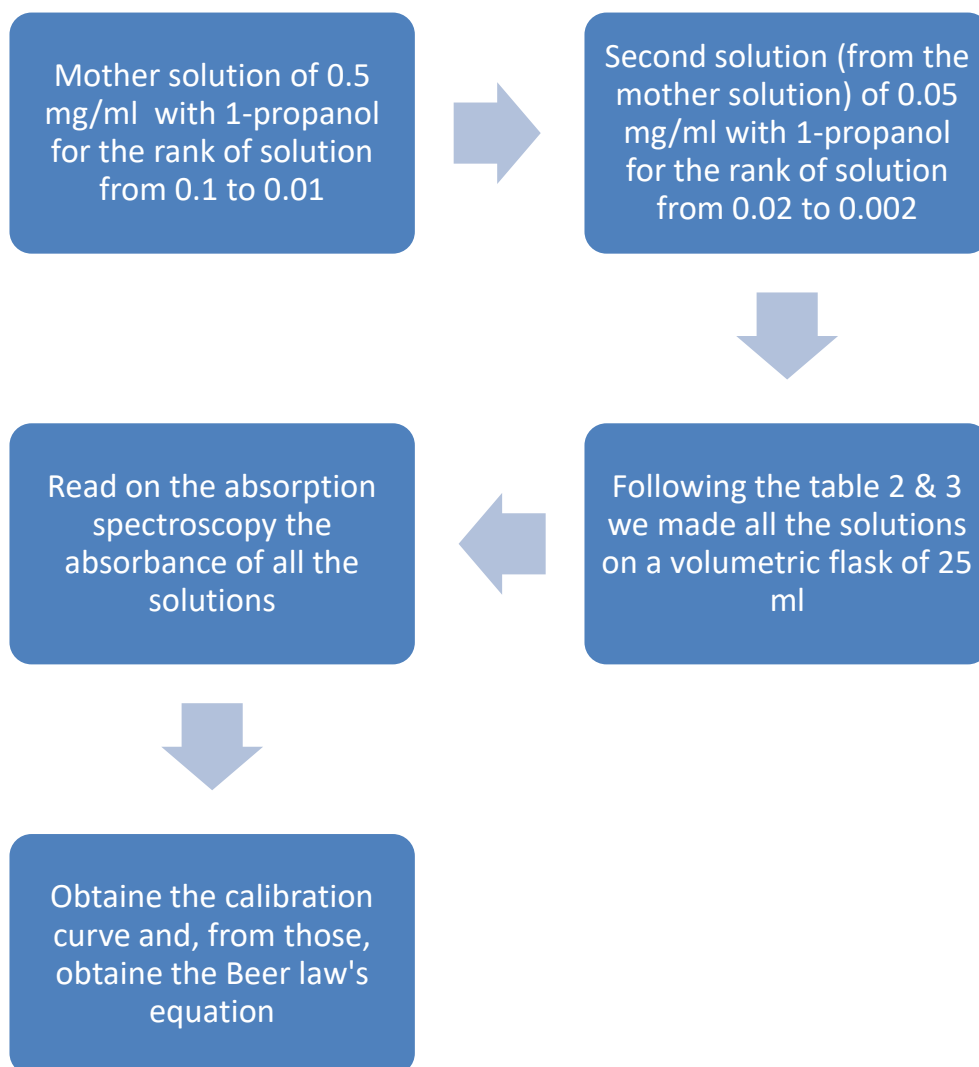 Mother solution of 0.5
mg/ml with 1-propanol
for the rank of solution
from 0.1 to 0.01
Second solution (from the
mother solution) of 0.05
mg/ml with 1-propanol
for the rank of solution
from 0.02 to 0.002
Following the table 2 & 3
we made all the solutions
on a volumetric flask of 25
ml
Read on the absorption
spectroscopy the
absorbance of all the
solutions
Obtaine the calibration
curve and, from those,
obtaine the Beer law's
equation